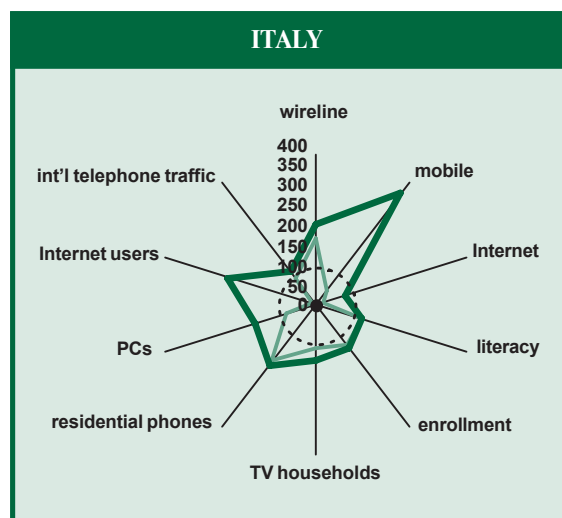 ITALY
wireline
400
350
300
250
200
150
100
50
0
mobile
int'l telephone traffic
Internet users
Internet
PCs
literacy
residential phones
enrollment
TV households